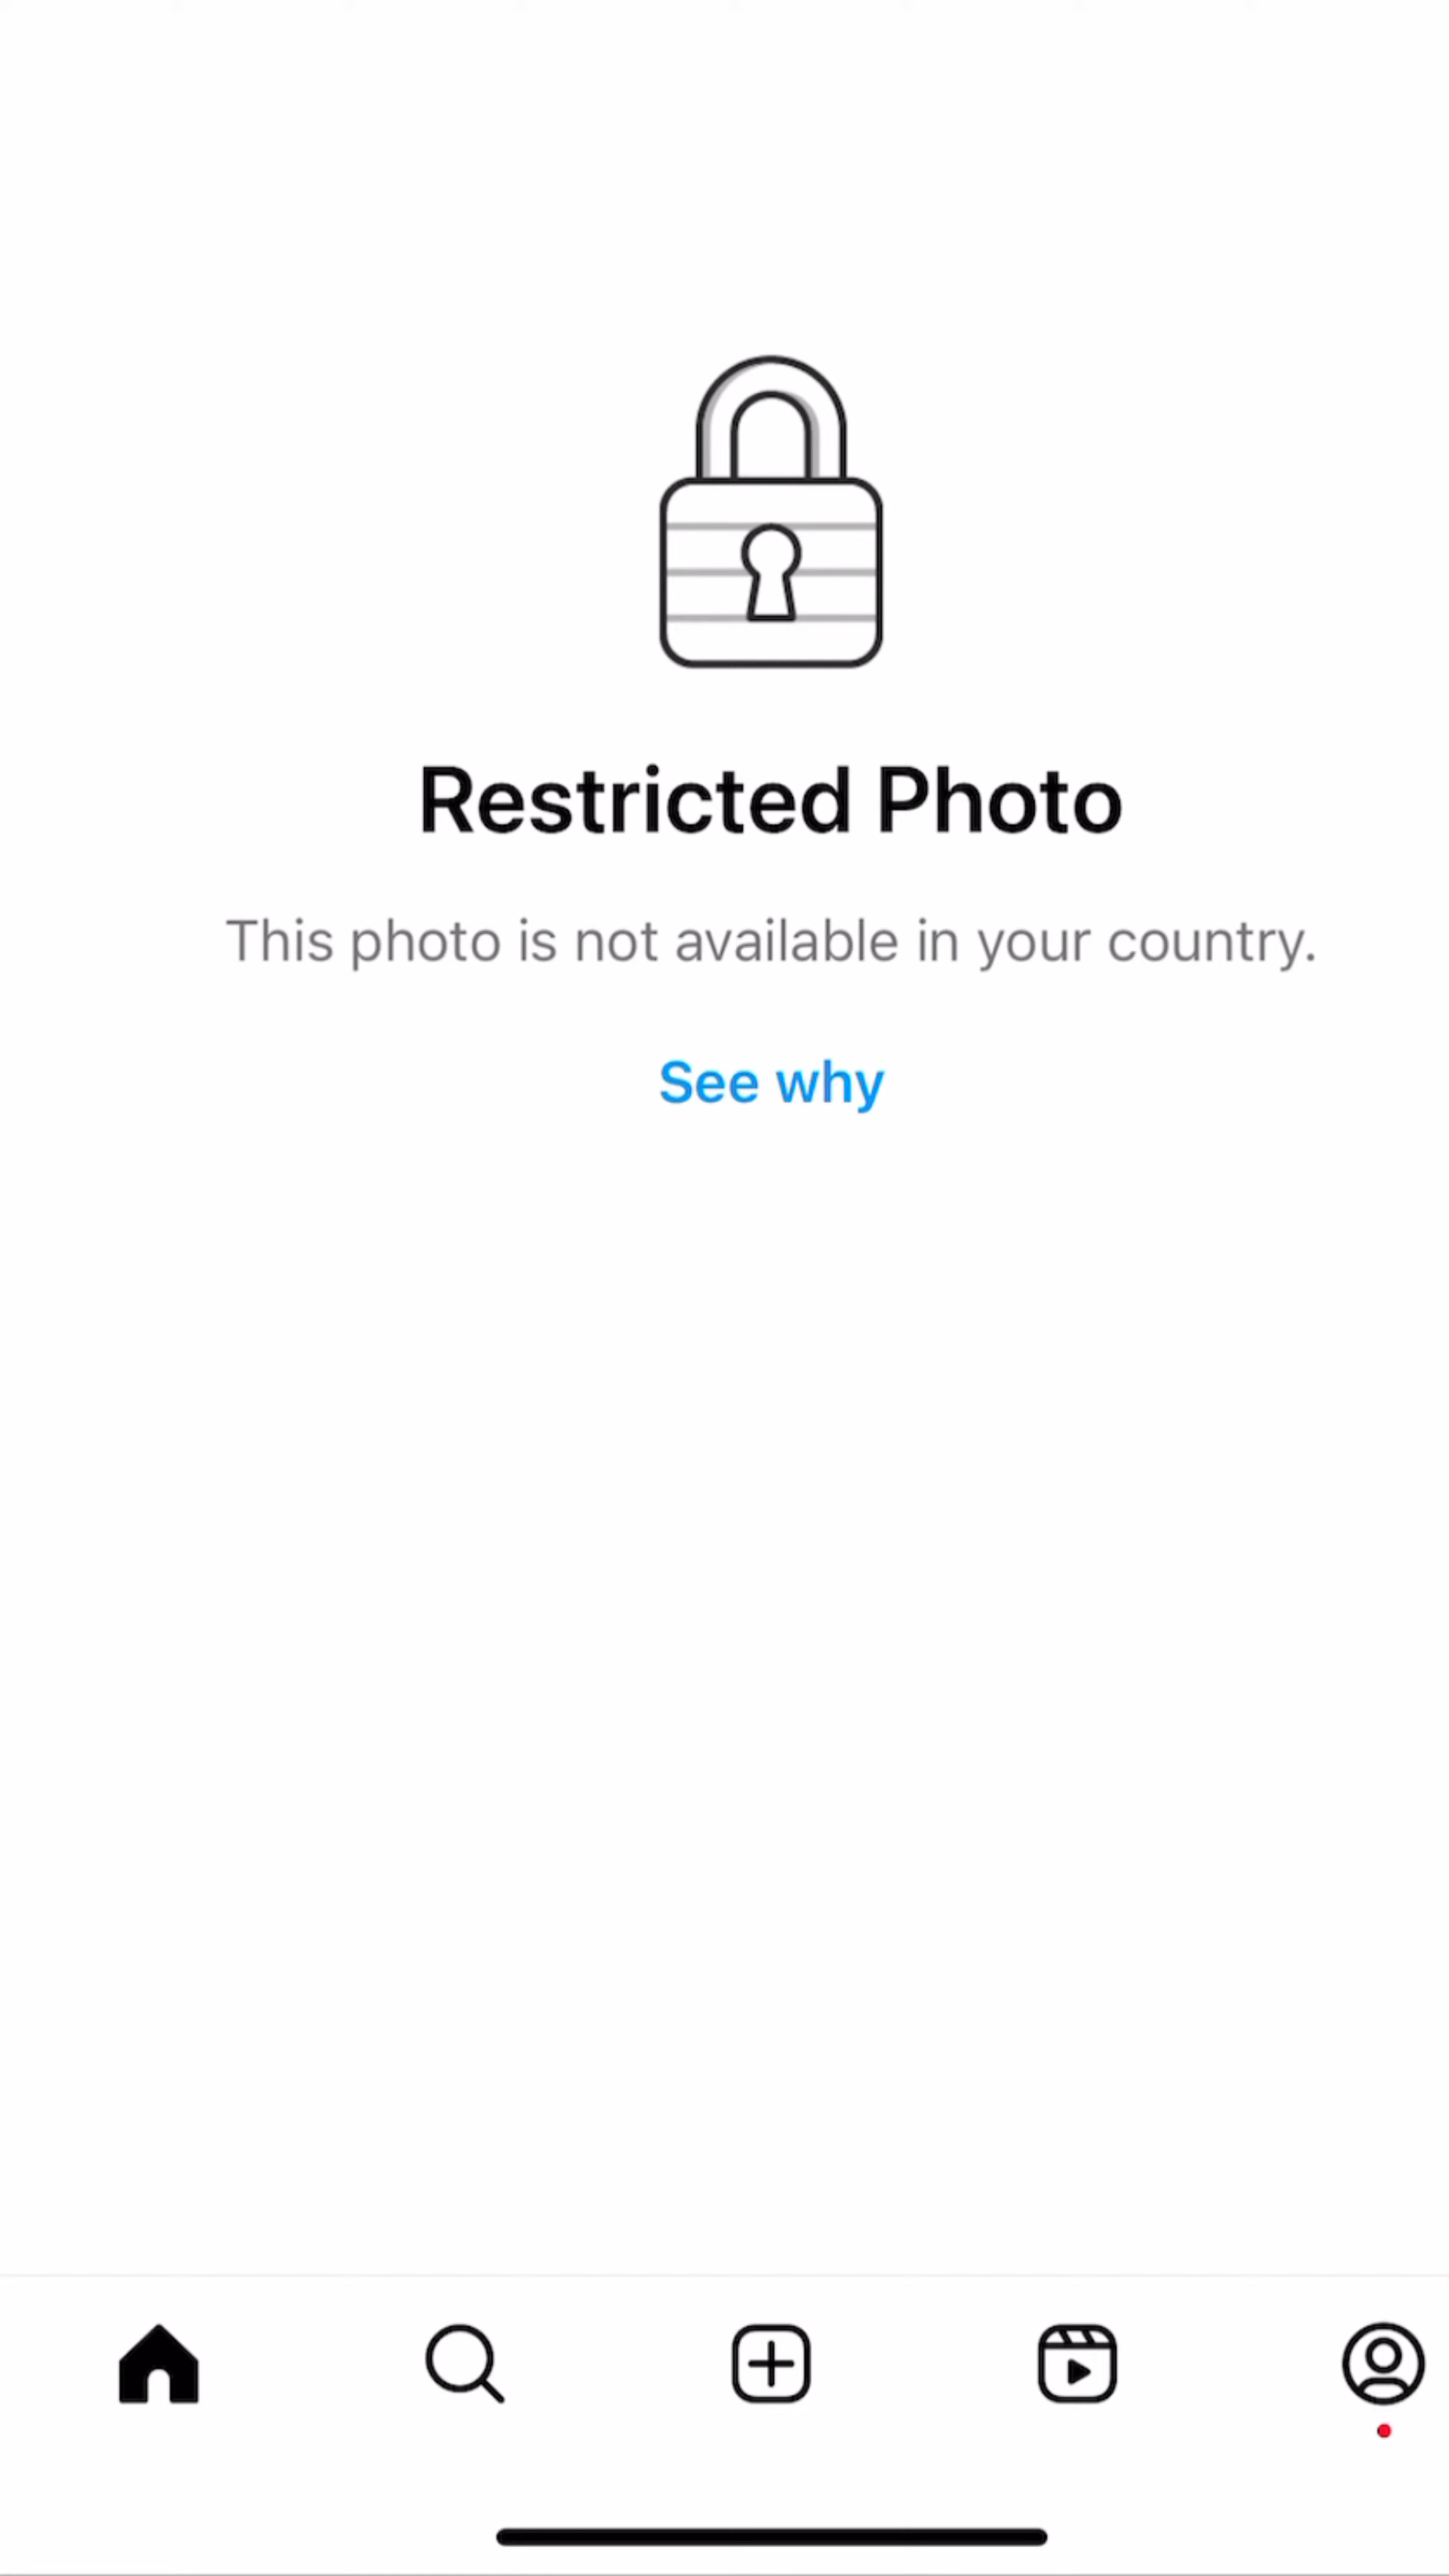 Restricted Photo
This photo is not available in your country.
See why